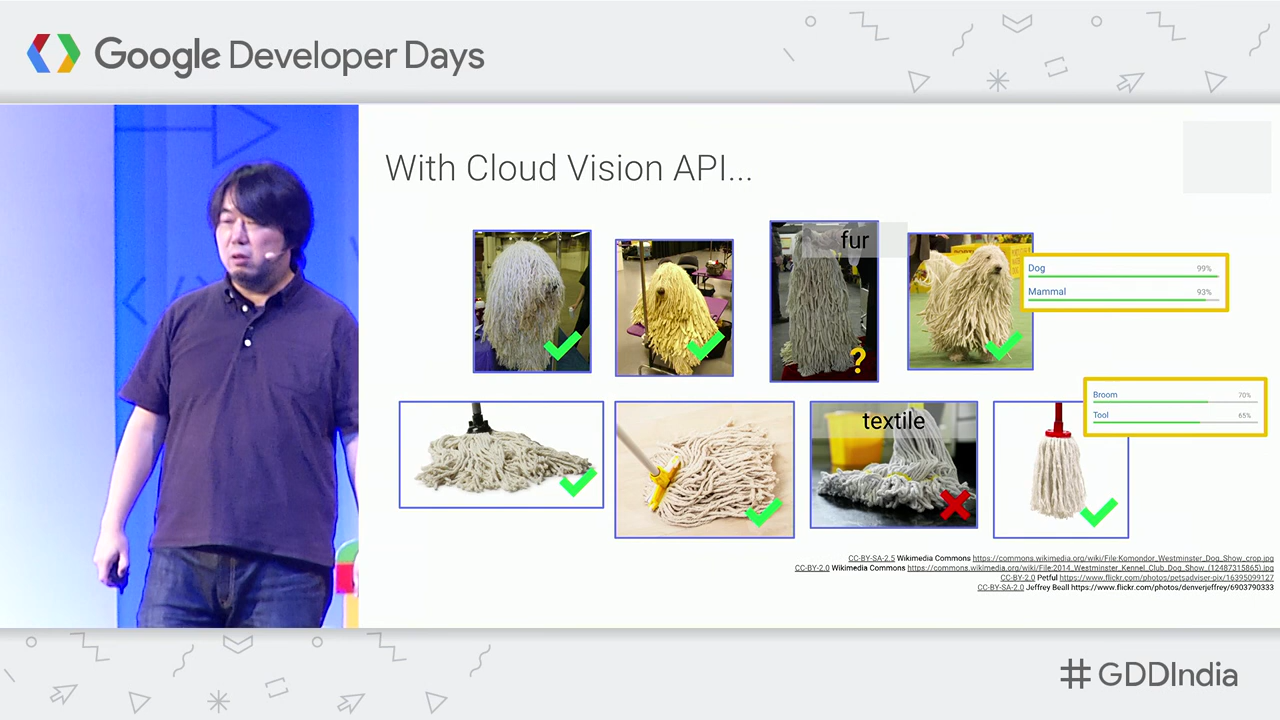 Google Developer Days
With Cloud Vision API...
fur
Dog 99%
Mammal 93%
Broom 70%
Tool 65%
textile
CC-BY-SA-2.5 Wikimedia Commons https://commons.wikimedia.org/wiki/File:Komondor_Westminster_Dog_Show_crop.jpg
CC-BY-2.0 Wikimedia Commons https://commons.wikimedia.org/wiki/File:2014_Westminster_Kennel_Club_Dog_Show_(12487315865).jpg
CC-BY-2.0 Petful https://www.flickr.com/photos/petsadviser-pix/16395099127
CC-BY-SA-2.0 Jeffrey Beall https://www.flickr.com/photos/denverjeffrey/6903790333
#GDDIndia